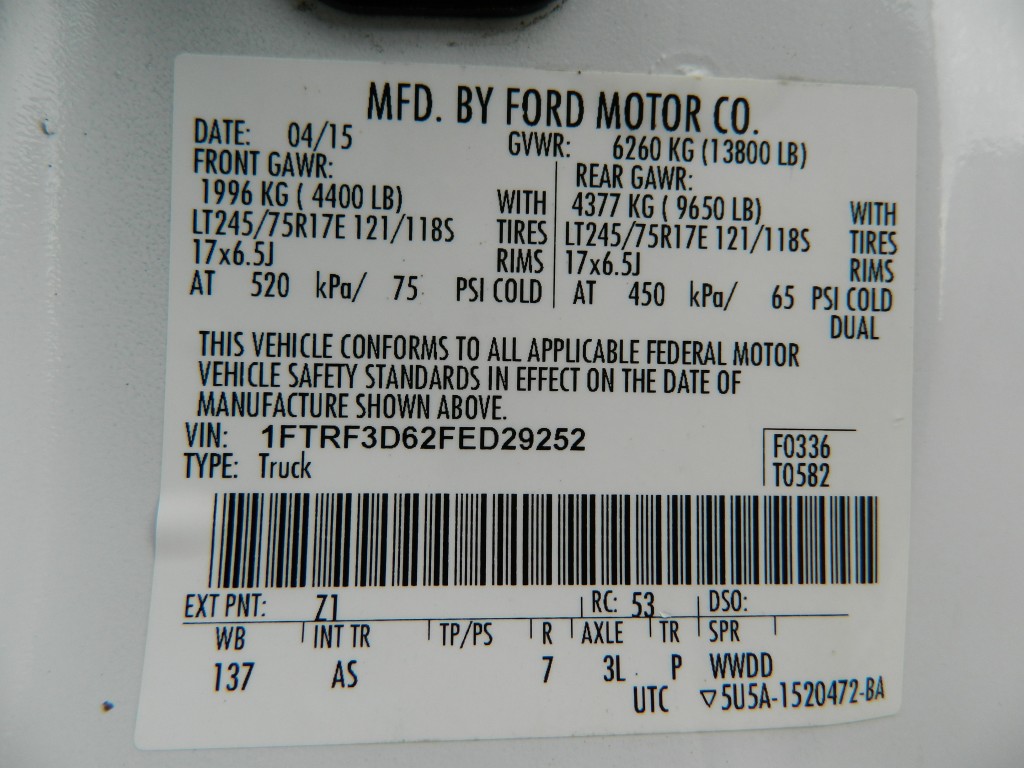 MFD. BY FORD MOTOR CO.
DATE: 04/15 GVWR: 6260 KG (13800 LB)
FRONT GAWR: REAR GAWR:
1996 KG ( 4400 LB) WITH 4377 KG ( 9650 LB) WITH
LT245/75R17E 121/118S TIRES LT245/75R17E 121/118S TIRES
17x6.5J RIMS 17x6.5J RIMS
AT 520 kPa/ 75 PSI COLD AT 450 kPa/ 65 PSI COLD
DUAL
THIS VEHICLE CONFORMS TO ALL APPLICABLE FEDERAL MOTOR
VEHICLE SAFETY STANDARDS IN EFFECT ON THE DATE OF
MANUFACTURE SHOWN ABOVE.
VIN: 1FTRF3D62FED29252 F0336
TYPE: Truck T0582
EXT PNT: Z1 RC: 53 DSO:
WB INT TR TP/PS R AXLE TR SPR
137 AS 7 3L P WWDD
UTC ▽5U5A-1520472-BA